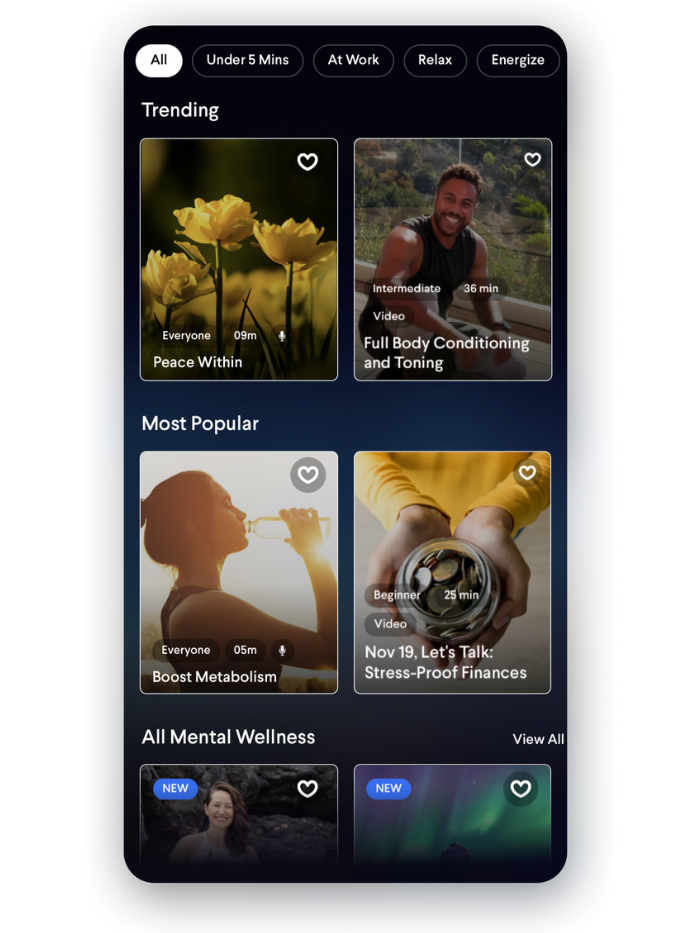 All
Under 5 Mins
At Work
Relax
Energize
Trending
Everyone
09m
Peace Within
Intermediate
36 min
Video
Full Body Conditioning
and Toning
Most Popular
Everyone
05m
Boost Metabolism
Beginner
25 min
Video
Nov 19, Let's Talk:
Stress-Proof Finances
All Mental Wellness
View All
NEW
NEW